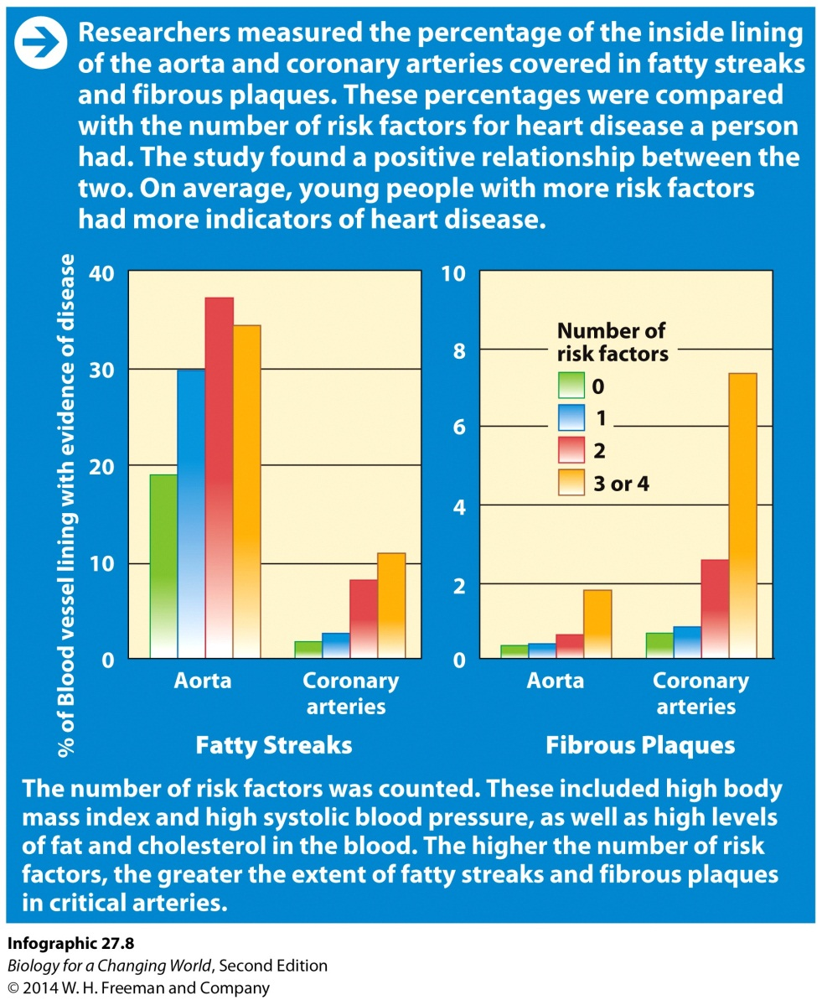 Researchers measured the percentage of the inside lining
of the aorta and coronary arteries covered in fatty streaks
and fibrous plaques. These percentages were compared
with the number of risk factors for heart disease a person
had. The study found a positive relationship between the
two. On average, young people with more risk factors
had more indicators of heart disease.
% of Blood vessel lining with evidence of disease
40
30
20
10
0
Aorta
Coronary
arteries
Fatty Streaks
10
8
6
4
2
0
Number of
risk factors
0
1
2
3 or 4
Aorta
Coronary
arteries
Fibrous Plaques
The number of risk factors was counted. These included high body
mass index and high systolic blood pressure, as well as high levels
of fat and cholesterol in the blood. The higher the number of risk
factors, the greater the extent of fatty streaks and fibrous plaques
in critical arteries.
Infographic 27.8
Biology for a Changing World, Second Edition
© 2014 W. H. Freeman and Company